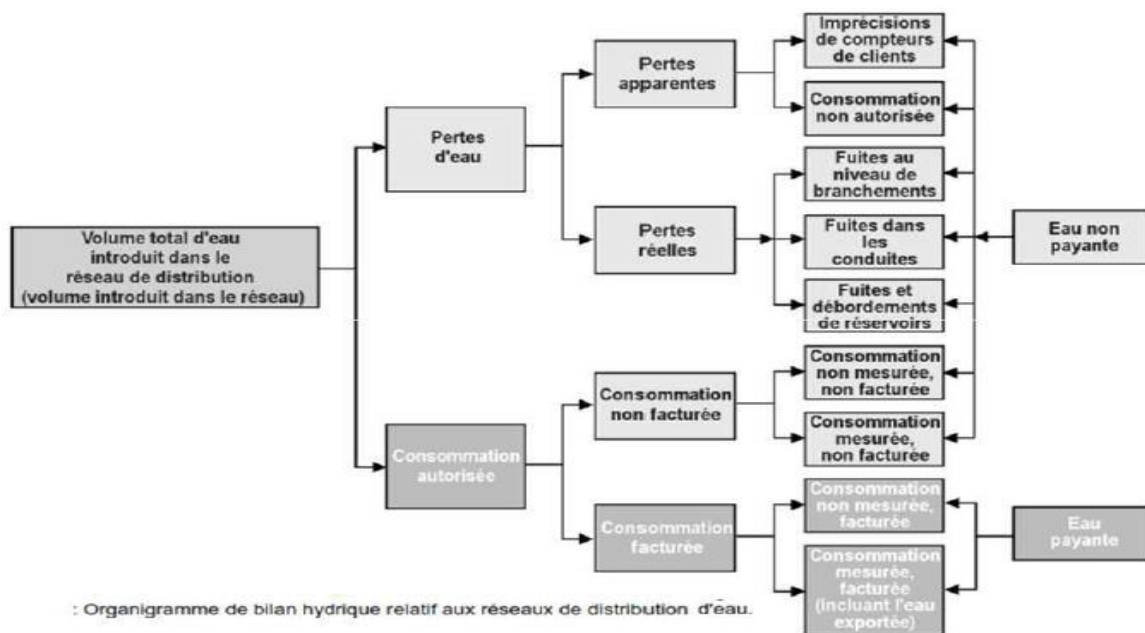 Volume total d'eau
introduit dans le
réseau de distribution
(volume introduit dans le réseau)
Pertes
d'eau
Consommation
autorisée
Pertes
apparentes
Pertes
réelles
Consommation
non facturée
Consommation
facturée
Imprécisions
de compteurs
de clients
Consommation
non autorisée
Fuites au
niveau de
branchements
Fuites dans
les
conduites
Fuites et
débordements
de réservoirs
Consommation
non mesurée,
non facturée
Consommation
mesurée,
non facturée
Consommation
non mesurée,
facturée
Consommation
mesurée,
facturée
(incluant l'eau
exportée)
Eau non
payante
Eau
payante
: Organigramme de bilan hydrique relatif aux réseaux de distribution d'eau.